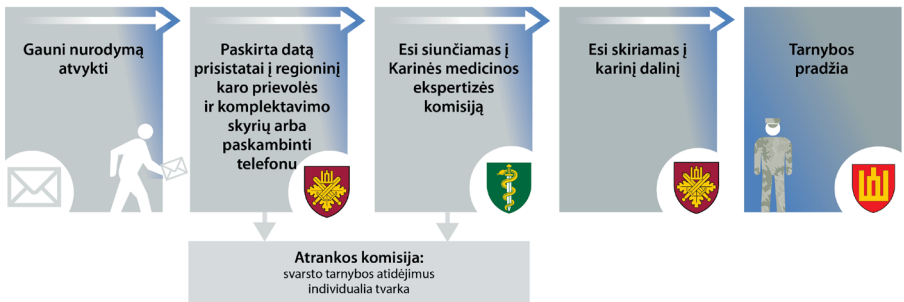 Gauni nurodymą
atvykti
Paskirta datą
prisistatai į regioninį
karo prievolės
ir komplektavimo
skyrių arba
paskambinti
telefonu
Esi siunčiamas į
Karinės medicinos
ekspertizės
komisiją
Esi skiriamas į
karinį dalinį
Tarnybos
pradžia
Atrankos komisija:
svarsto tarnybos atidėjimus
individualia tvarka